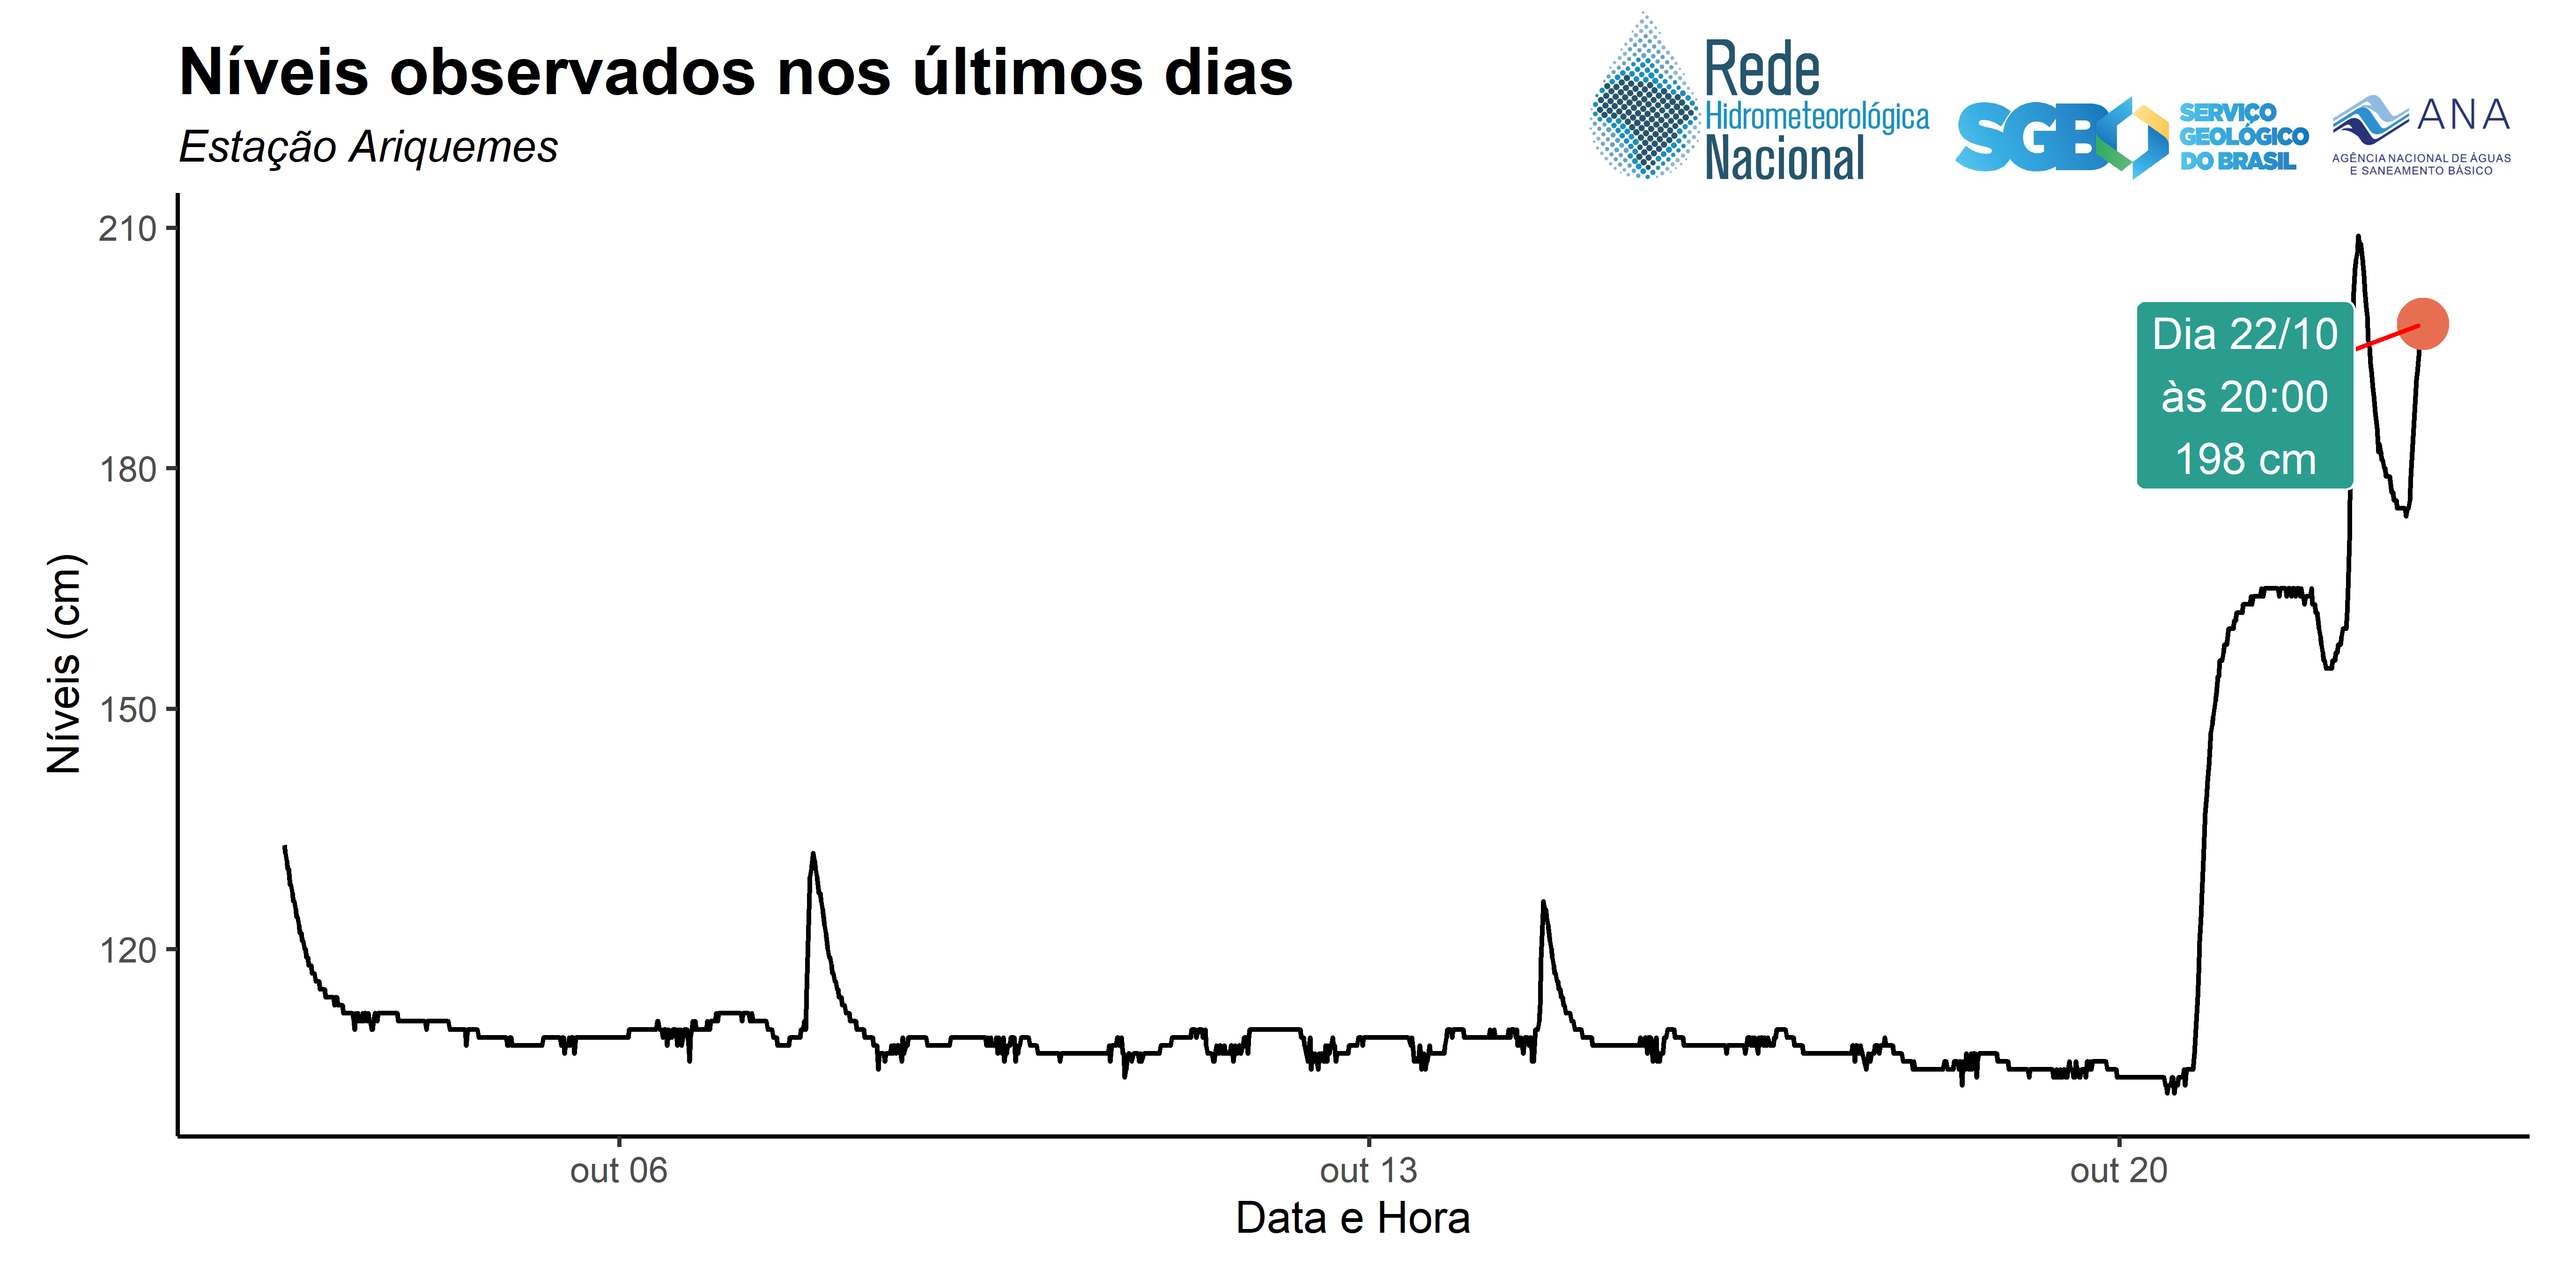 Níveis observados nos últimos dias
Estação Ariquemes
Rede
Hidrometeorológica
Nacional
SGB
SERVIÇO
GEOLÓGICO
DO BRASIL
ANA
AGÊNCIA NACIONAL DE ÁGUAS
E SANEAMENTO BÁSICO
Níveis (cm)
210
180
150
120
Dia 22/10
às 20:00
198 cm
out 06
out 13
out 20
Data e Hora